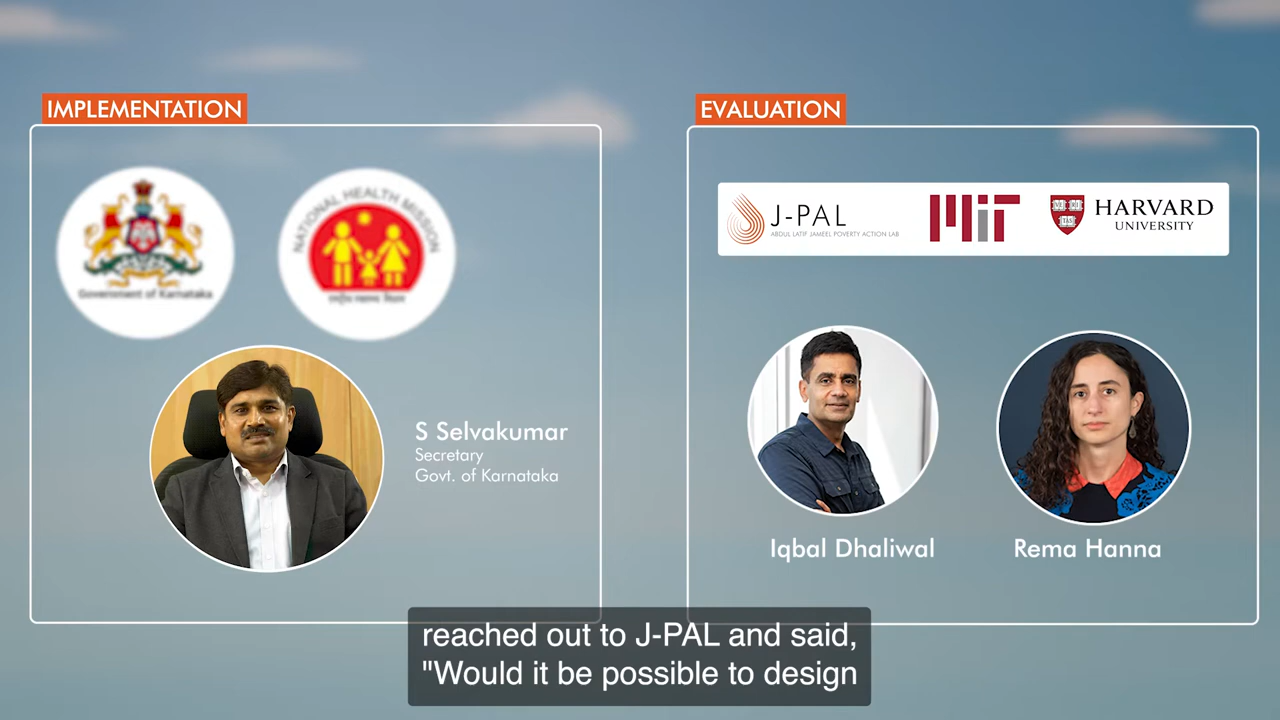 IMPLEMENTATION
Government of Karnataka
NATIONAL HEALTH MISSION
राष्ट्रीय स्वास्थ्य मिशन
S Selvakumar
Secretary
Govt. of Karnataka
EVALUATION
J-PAL
ABDUL LATIF JAMEEL POVERTY ACTION LAB
MIT
HARVARD
UNIVERSITY
Iqbal Dhaliwal
Rema Hanna
reached out to J-PAL and said,
"Would it be possible to design